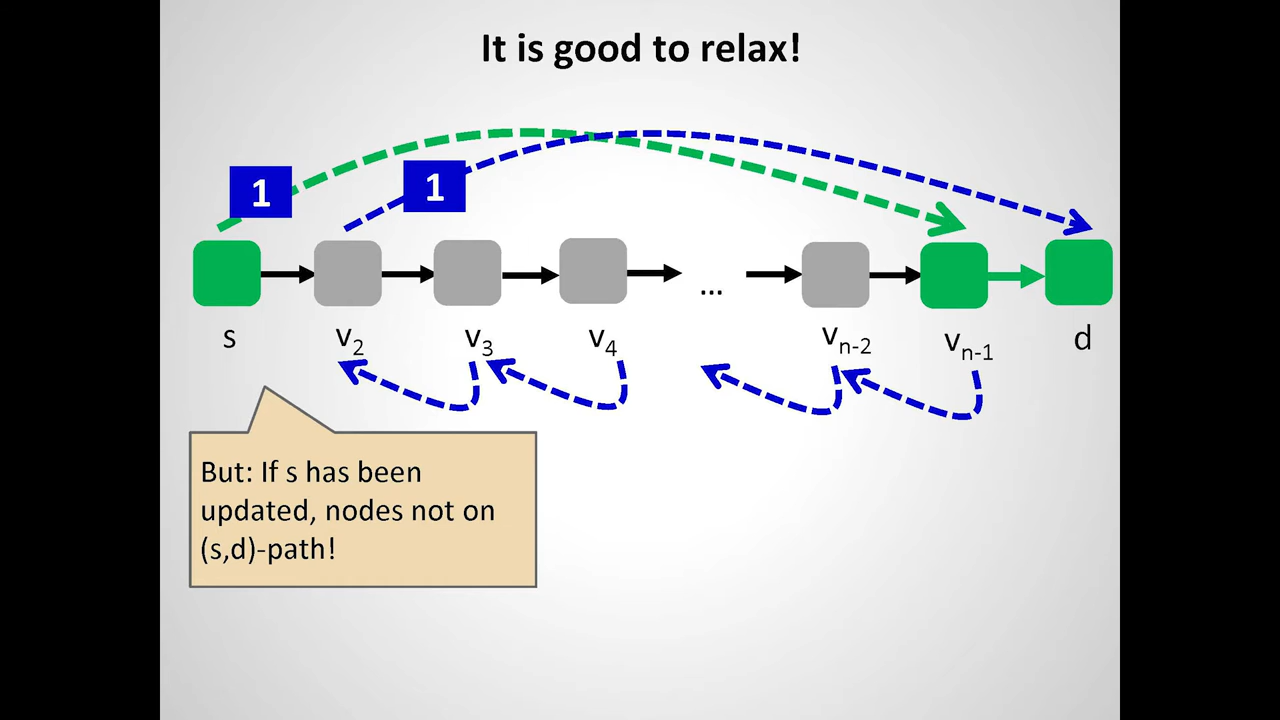 It is good to relax!
1
1
...
s
v2
v3
v4
vn-2
vn-1
d
But: If s has been
updated, nodes not on
(s,d)-path!